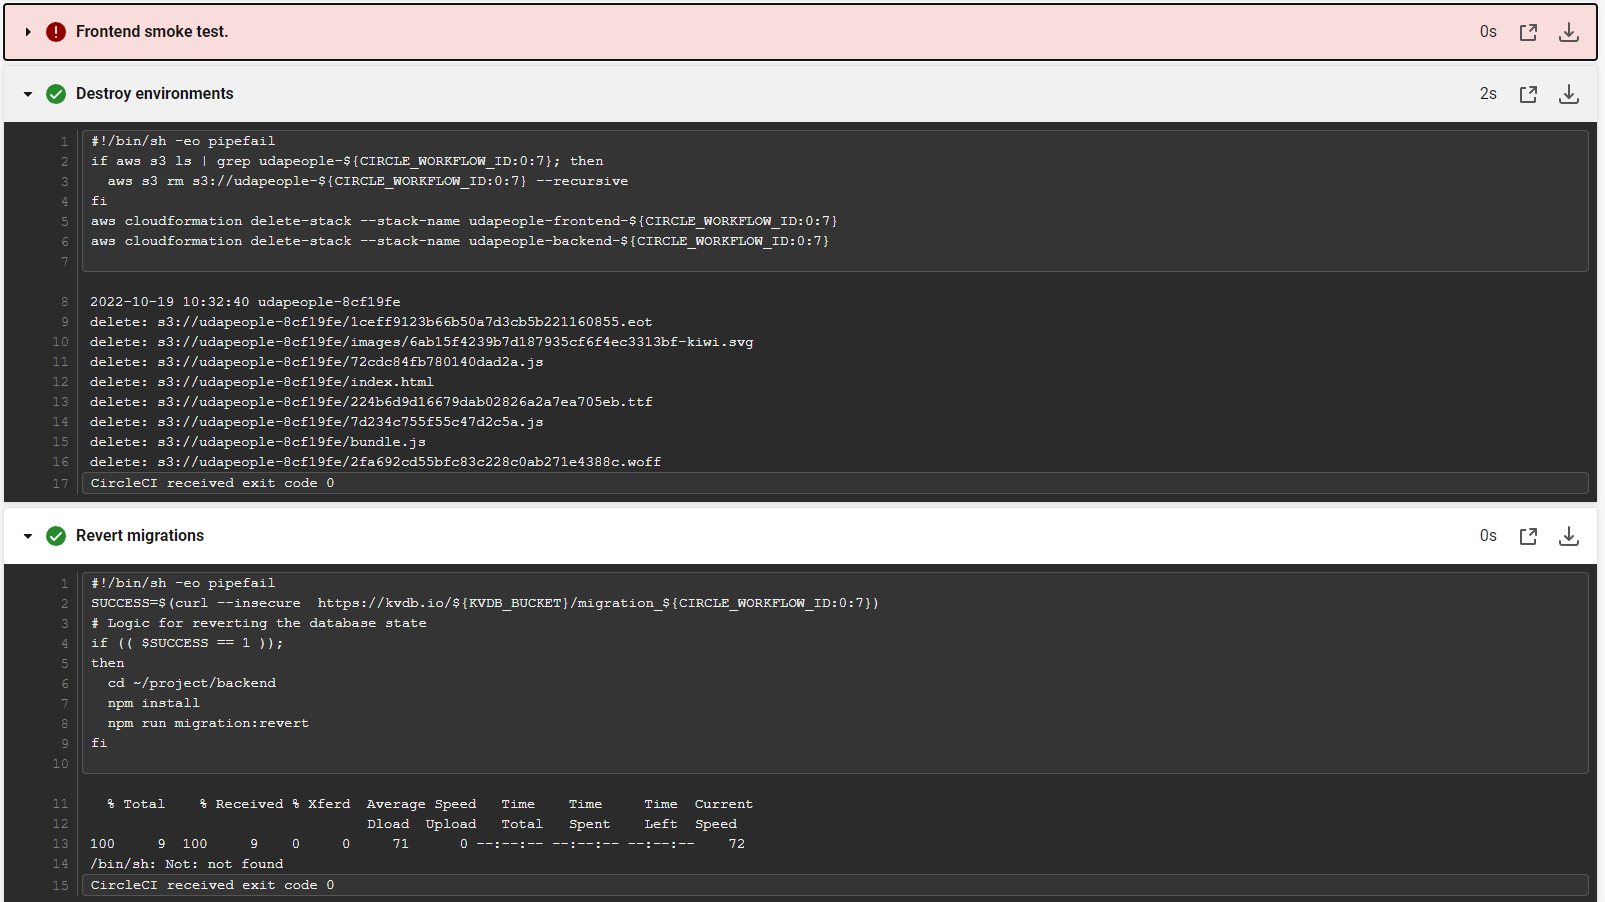 Frontend smoke test. 0s
Destroy environments 2s
1 #!/bin/sh -eo pipefail
2 if aws s3 ls | grep udapeople-${CIRCLE_WORKFLOW_ID:0:7}; then
3   aws s3 rm s3://udapeople-${CIRCLE_WORKFLOW_ID:0:7} --recursive
4 fi
5 aws cloudformation delete-stack --stack-name udapeople-frontend-${CIRCLE_WORKFLOW_ID:0:7}
6 aws cloudformation delete-stack --stack-name udapeople-backend-${CIRCLE_WORKFLOW_ID:0:7}
7
8 2022-10-19 10:32:40 udapeople-8cf19fe
9 delete: s3://udapeople-8cf19fe/1ceff9123b66b50a7d3cb5b221160855.eot
10 delete: s3://udapeople-8cf19fe/images/6ab15f4239b7d187935cf6f4ec3313bf-kiwi.svg
11 delete: s3://udapeople-8cf19fe/72cdc84fb780140dad2a.js
12 delete: s3://udapeople-8cf19fe/index.html
13 delete: s3://udapeople-8cf19fe/224b6d9d16679dab02826a2a7ea705eb.ttf
14 delete: s3://udapeople-8cf19fe/7d234c755f55c47d2c5a.js
15 delete: s3://udapeople-8cf19fe/bundle.js
16 delete: s3://udapeople-8cf19fe/2fa692cd55bfc83c228c0ab271e4388c.woff
17 CircleCI received exit code 0
Revert migrations 0s
1 #!/bin/sh -eo pipefail
2 SUCCESS=$(curl --insecure  https://kvdb.io/${KVDB_BUCKET}/migration_${CIRCLE_WORKFLOW_ID:0:7})
3 # Logic for reverting the database state
4 if (( $SUCCESS == 1 ));
5 then
6   cd ~/project/backend
7   npm install
8   npm run migration:revert
9 fi
10
11   % Total    % Received % Xferd  Average Speed   Time    Time     Time  Current
12                                  Dload  Upload   Total   Spent    Left  Speed
13 100     9  100     9    0     0     71      0 --:--:-- --:--:-- --:--:--    72
14 /bin/sh: Not: not found
15 CircleCI received exit code 0